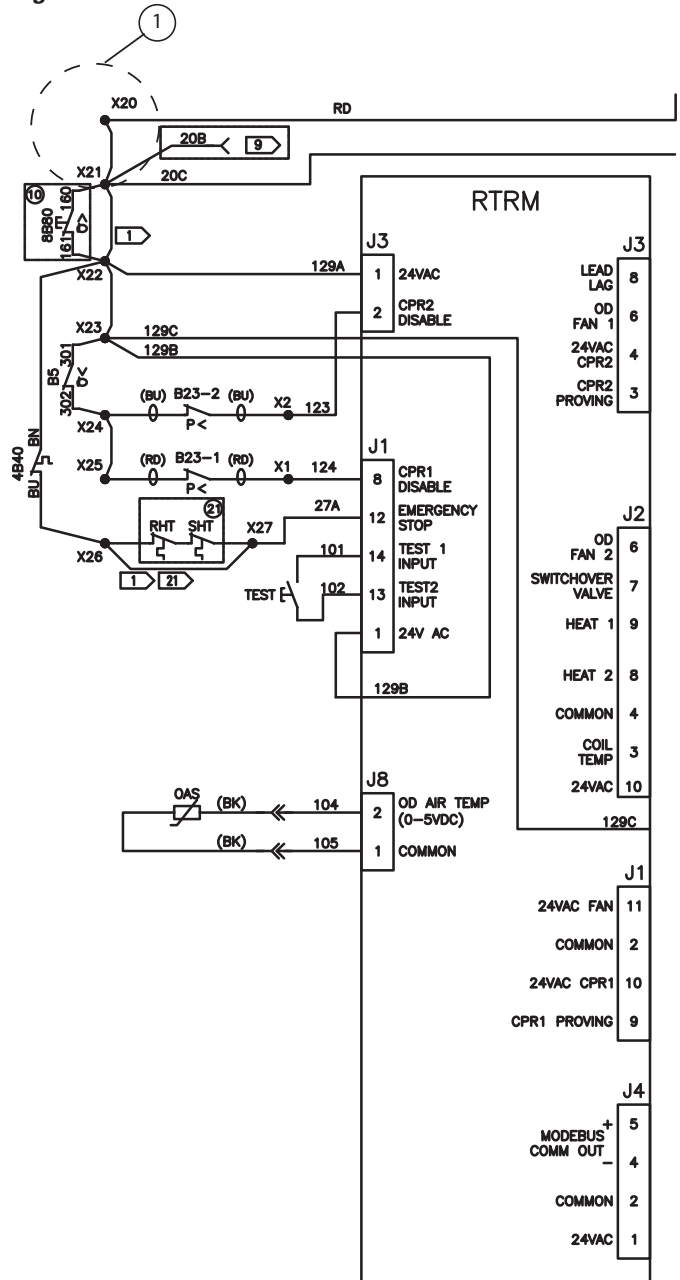 1
X20
RD
20B
9
X21
20C
RTRM
10
160
8B80
161
1
X22
129A
J3
1 24VAC
2 CPR2
DISABLE
J3
LEAD
LAG 8
OD
FAN 1 6
24VAC
CPR2 4
CPR2
PROVING 3
X23
129C
129B
301
B5
302
(BU) B23-2 (BU) X2 123
P<
X24
4B40
BN
BU
X25
(RD) B23-1 (RD) X1 124
P<
J1
8 CPR1
DISABLE
12 EMERGENCY
STOP
14 TEST 1
INPUT
13 TEST2
INPUT
1 24V AC
21
RHT SHT
X27
27A
X26
1 21
101
TEST
102
129B
J2
OD
FAN 2 6
SWITCHOVER
VALVE 7
HEAT 1 9
HEAT 2 8
COMMON 4
COIL
TEMP 3
24VAC 10
129C
J8
OAS (BK) 104
2 OD AIR TEMP
(0-5VDC)
(BK) 105
1 COMMON
J1
24VAC FAN 11
COMMON 2
24VAC CPR1 10
CPR1 PROVING 9
J4
+ 5
MODEBUS
COMM OUT
- 4
COMMON 2
24VAC 1